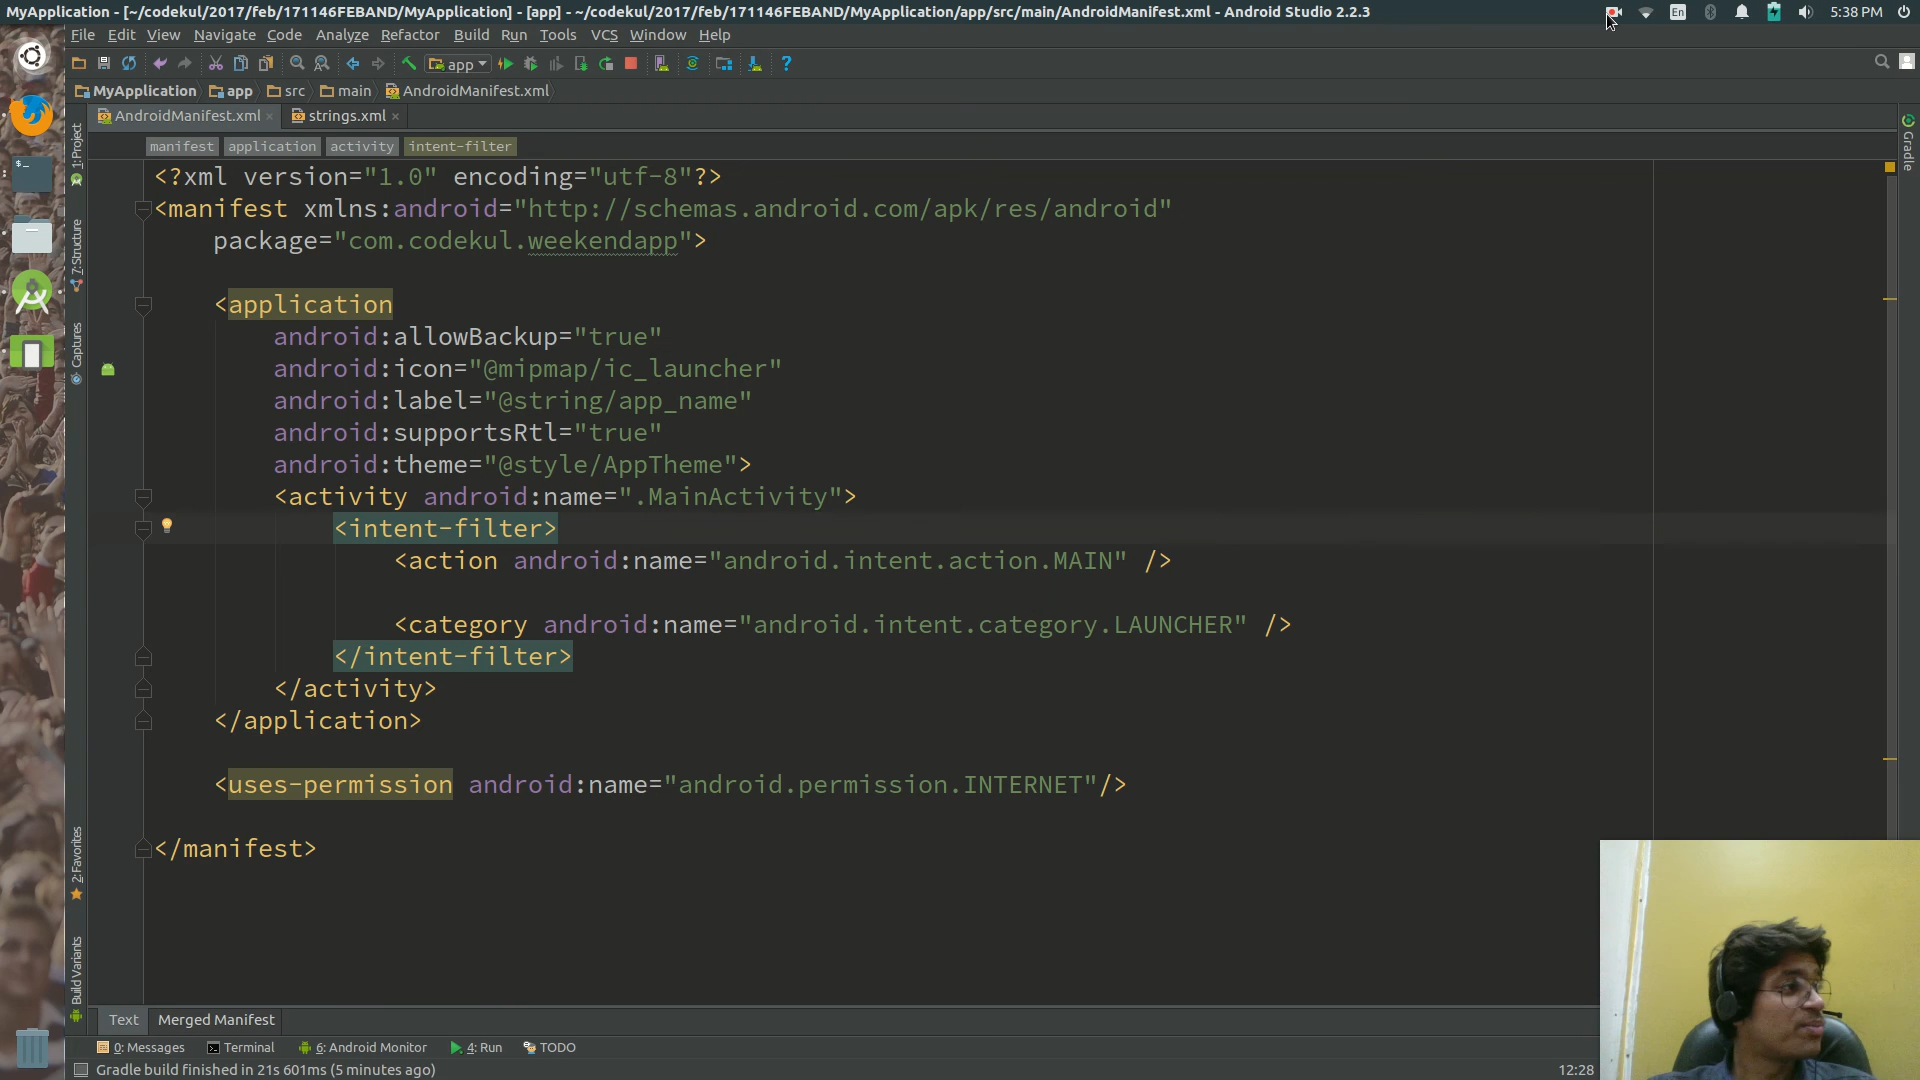 MyApplication - [~/codekul/2017/feb/171146FEBAND/MyApplication] - [app] - ~/codekul/2017/feb/171146FEBAND/MyApplication/app/src/main/AndroidManifest.xml - Android Studio 2.2.3
En
5:38 PM
File Edit View Navigate Code Analyze Refactor Build Run Tools VCS Window Help
app
MyApplication app src main AndroidManifest.xml
AndroidManifest.xml strings.xml
manifest application activity intent-filter
<?xml version="1.0" encoding="utf-8"?>
<manifest xmlns:android="http://schemas.android.com/apk/res/android"
package="com.codekul.weekendapp">
<application
android:allowBackup="true"
android:icon="@mipmap/ic_launcher"
android:label="@string/app_name"
android:supportsRtl="true"
android:theme="@style/AppTheme">
<activity android:name=".MainActivity">
<intent-filter>
<action android:name="android.intent.action.MAIN" />
<category android:name="android.intent.category.LAUNCHER" />
</intent-filter>
</activity>
</application>
<uses-permission android:name="android.permission.INTERNET"/>
</manifest>
1: Project
7: Structure
Captures
2: Favorites
Build Variants
Gradle
Text Merged Manifest
0: Messages Terminal 6: Android Monitor 4: Run TODO
Gradle build finished in 21s 601ms (5 minutes ago)
12:28